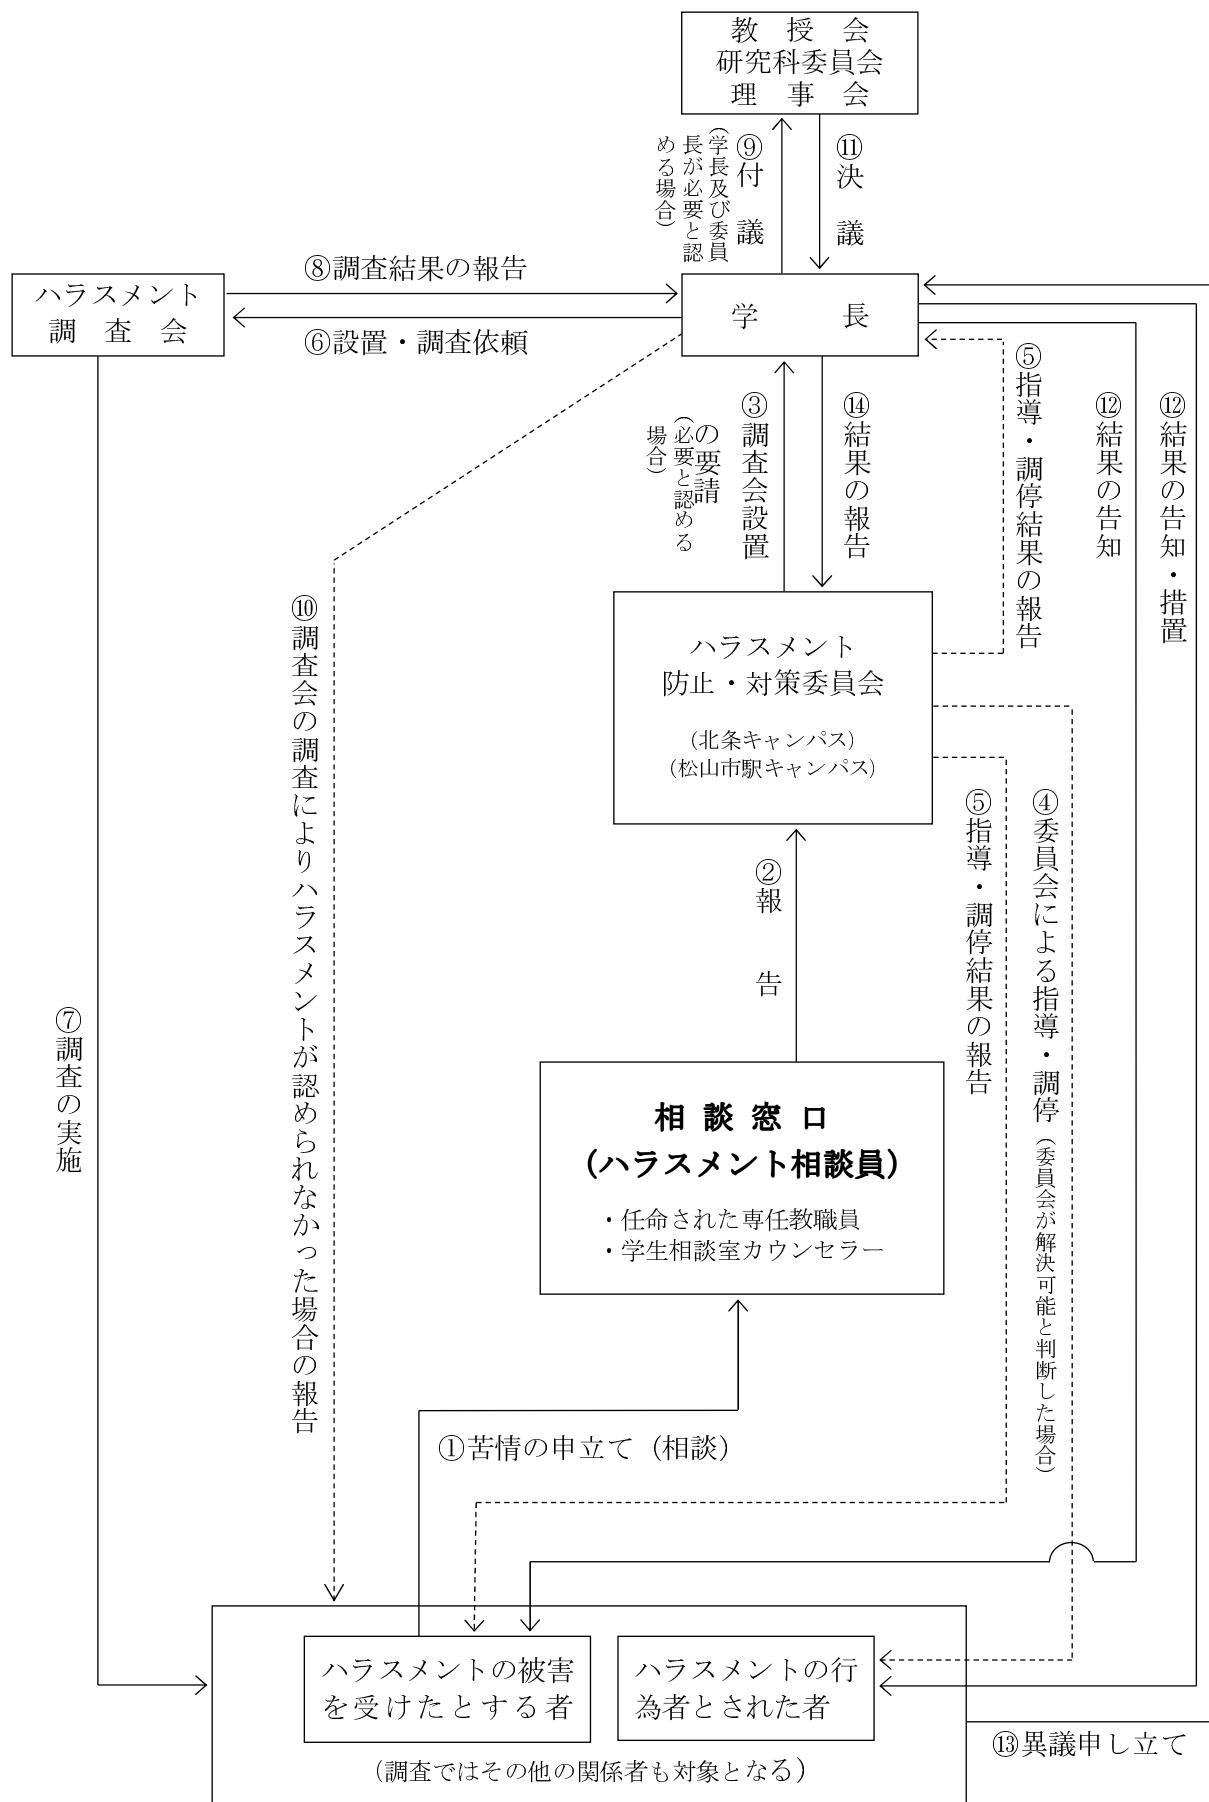 教　授　会
研究科委員会
理　事　会
⑨付　議
(学長及び委員
長が必要と認
める場合)
⑪決　議
⑧調査結果の報告
ハラスメント
調　査　会
学　　　長
⑥設置・調査依頼
③調査会設置
の要請
(必要と認める
場合)
⑭結果の報告
⑤指導・調停結果の報告
⑫結果の告知
⑫結果の告知・措置
ハラスメント
防止・対策委員会
(北条キャンパス)
(松山市駅キャンパス)
⑩調査会の調査によりハラスメントが認められなかった場合の報告
②報　　告
⑤指導・調停結果の報告
④委員会による指導・調停(委員会が解決可能と判断した場合)
⑦調査の実施
相 談 窓 口
(ハラスメント相談員)
・任命された専任教職員
・学生相談室カウンセラー
①苦情の申立て（相談）
ハラスメントの被害
を受けたとする者
ハラスメントの行
為者とされた者
⑬異議申し立て
（調査ではその他の関係者も対象となる）